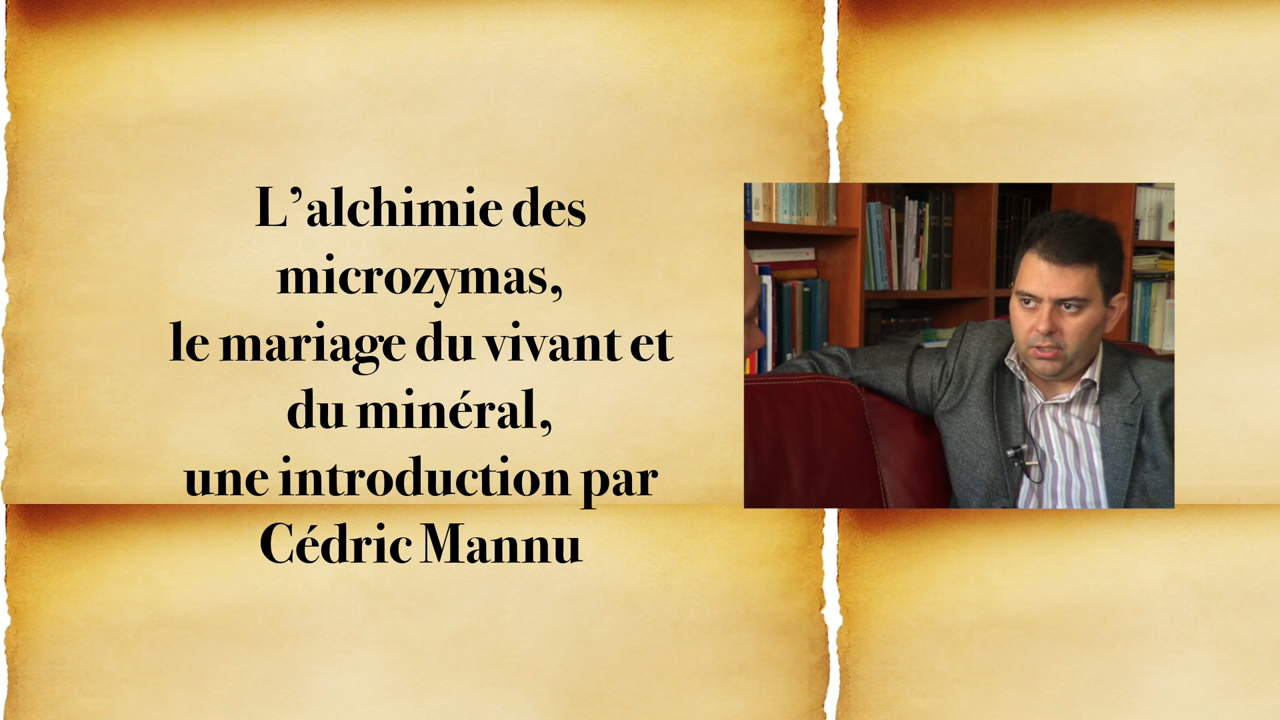 L’alchimie des
microzymas,
le mariage du vivant et
du minéral,
une introduction par
Cédric Mannu